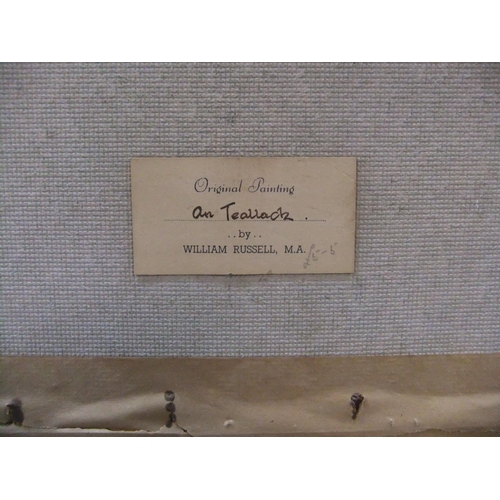 Original Painting
An Teallach.
..by..
WILLIAM RUSSELL, M.A.